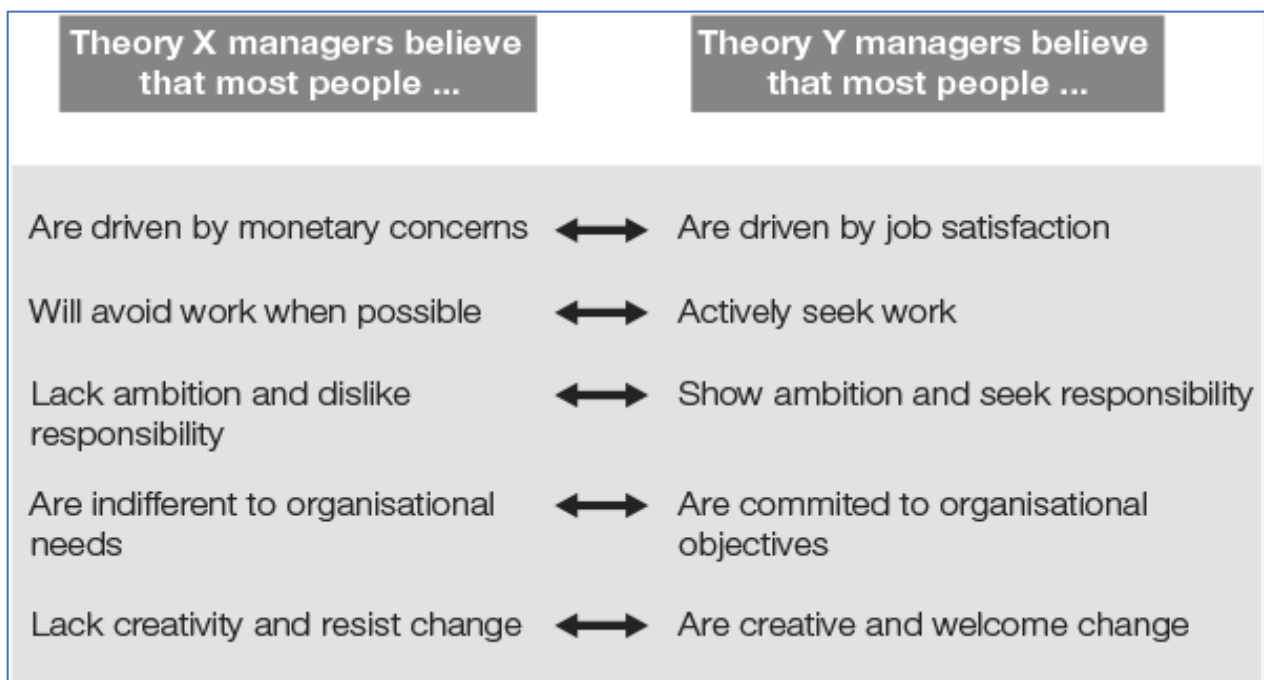 Theory X managers believe
that most people ...
Theory Y managers believe
that most people ...
Are driven by monetary concerns
Are driven by job satisfaction
Will avoid work when possible
Actively seek work
Lack ambition and dislike
responsibility
Show ambition and seek responsibility
Are indifferent to organisational
needs
Are commited to organisational
objectives
Lack creativity and resist change
Are creative and welcome change